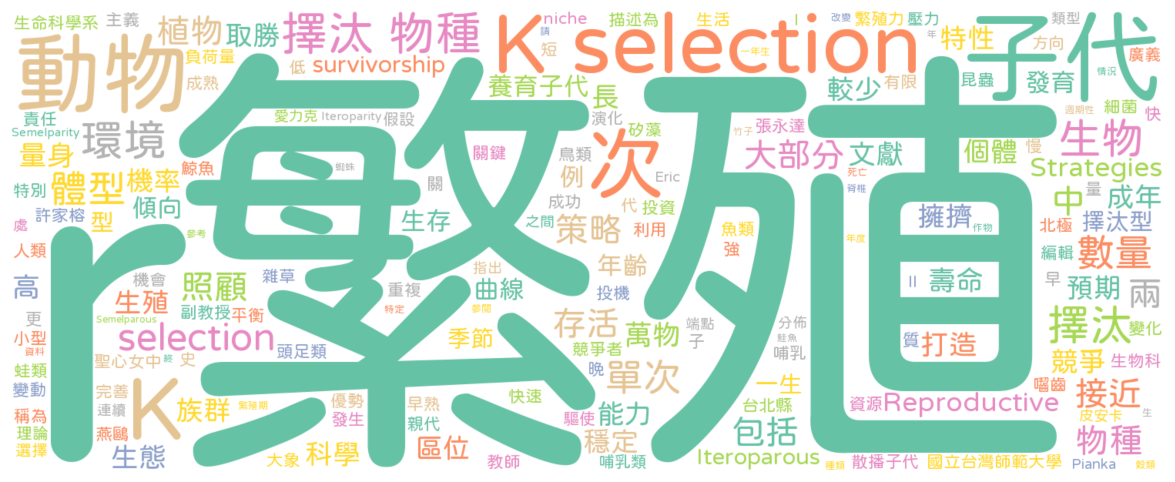 生命科學系
主義
動物
植物
取勝
負荷量
成熟
低
擇汰 物種
survivorship
短
niche
請
描述為
生活
K selection
改變
一年生
I
繁殖力
年
壓力
特性
類型
方向
情況
子代
廣義
責任
Semelparity
環境
量身
特別
體型
機率
鯨魚
許家榕
型
傾向
處
愛力克
Iteroparity
假設
關鍵
蜘蛛
關
生存
養育子代
長
演化
矽藻
鳥類
例
Eric
成功
代
投資
之間
策略
利用
次
竹子
張永達
大部分
死亡
脊椎
魚類
強
較少
有限
文獻
昆蟲
發育
個體
慢
細菌
快
生物
Strategies
中
量
成年
擁擠
作物
北極
擇汰型
r
繁殖
人類
參考
高
機會
生殖
照顧
雜草
指出
重複
曲線
年齡
投機
年度
II
壽命
編輯
早
數量
預期
兩
更
Semelparous
副教授
平衡
參閱
特定
小型
資料
selection
季節
存活
萬物
端點
子
分佈
鮭魚
哺乳
質
打造
擇汰
變化
聖心女中
終
史
頭足類
競爭者
晚
單次
一生
競爭
生物科
蛙類
變動
完善
連續
K
族群
繁殖期
優勢
發生
早熟
親代
快速
驅使
能力
台北縣
包括
資源
Reproductive
嚙齒
接近
皮安卡
生
稱為
理論
選擇
燕鷗
生態
大象
科學
區位
教師
穩定
哺乳類
Iteroparous
種類
散播子代
國立台灣師範大學
Pianka
物種
穀類